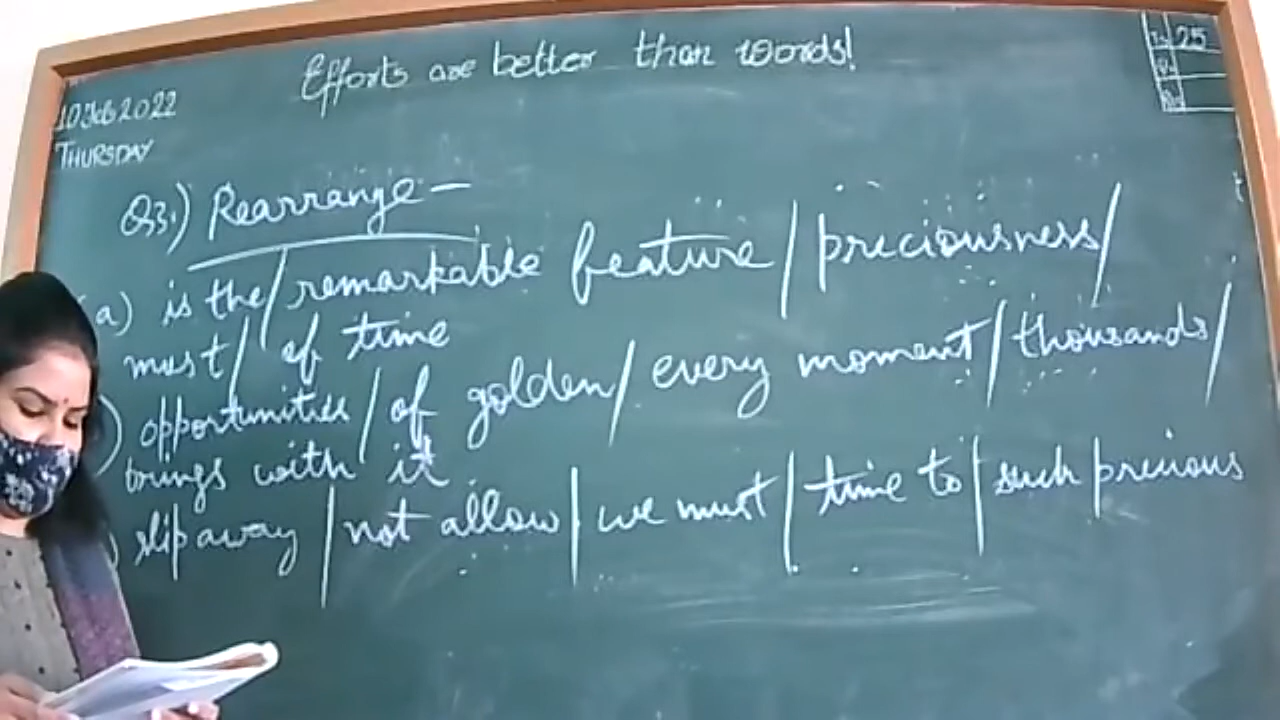 Efforts are better than words!
25
10 Feb 2022
THURSDAY
Q3.) Rearrange –
(a) is the/remarkable feature/preciousness/
must/of time
) opportunities/of golden/every moment/thousands/
brings with it
) slip away/not allow/we must/time to/such/precious